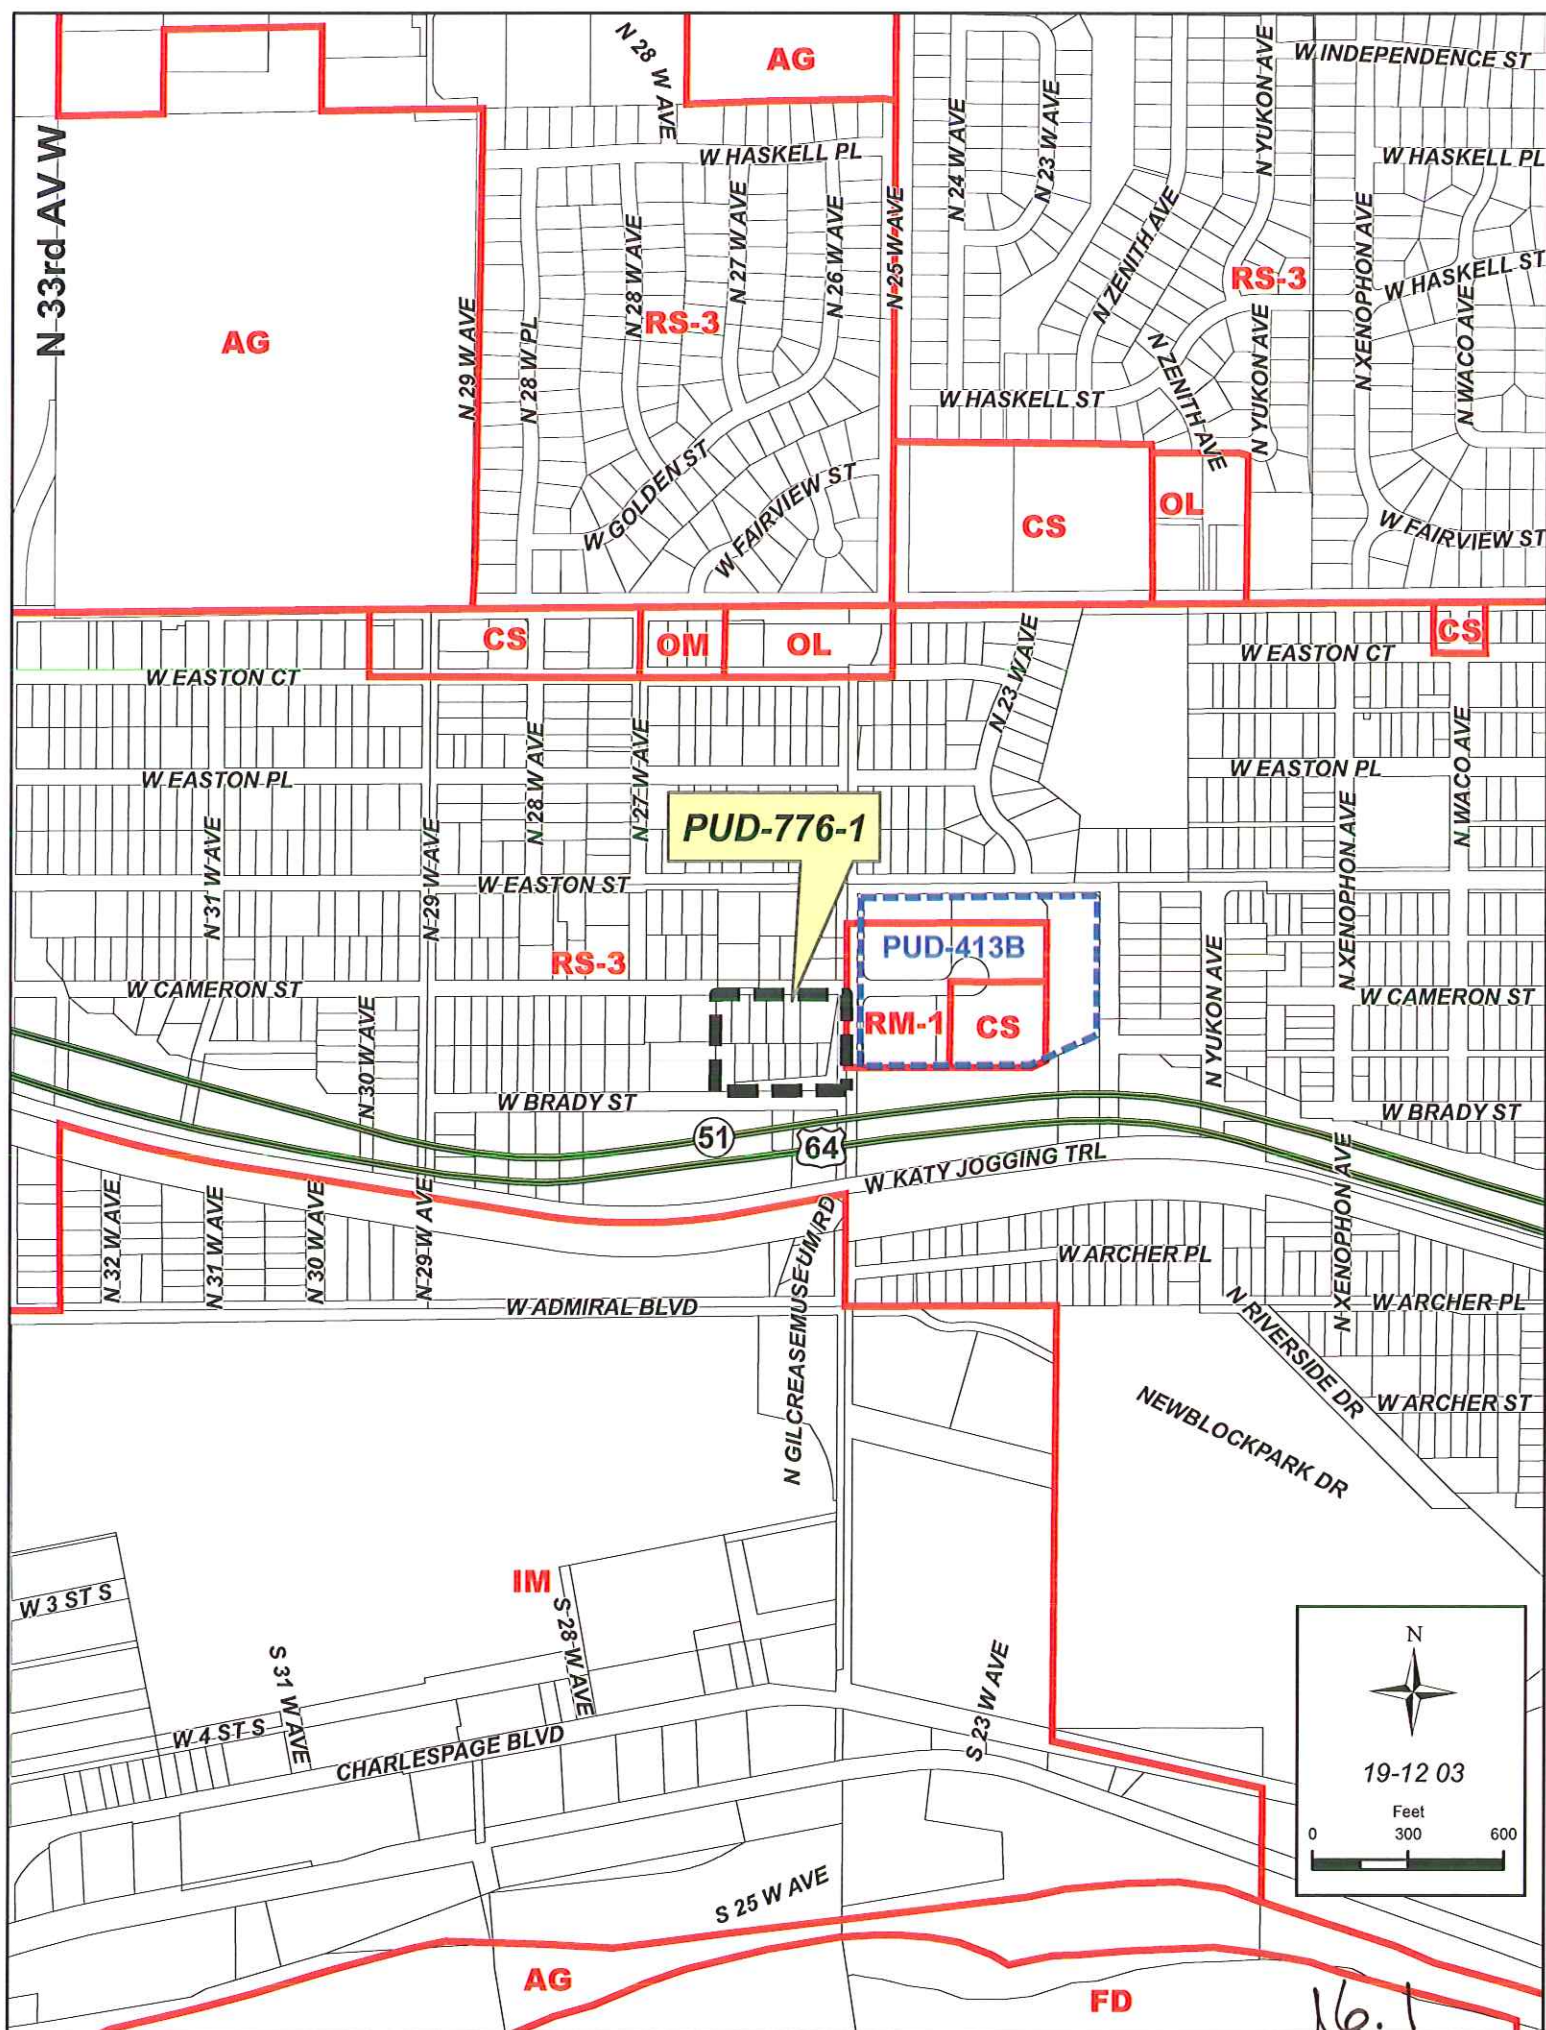 N 28 W AVE
AG
N 24 W AVE
N 23 W AVE
N YUKON AVE
W INDEPENDENCE ST
N 33rd AV W
W HASKELL PL
W HASKELL PL
N 29 W AVE
N 28 W PL
N 28 W AVE
N 27 W AVE
N 26 W AVE
N 25 W AVE
N ZENITH AVE
N XENOPHON AVE
W HASKELL ST
N WACO AVE
AG
RS-3
RS-3
N ZENITH AVE
N YUKON AVE
W HASKELL ST
W GOLDEN ST
W FAIRVIEW ST
CS
OL
W FAIRVIEW ST
CS
OM
OL
N 23 W AVE
CS
W EASTON CT
W EASTON CT
W EASTON PL
W EASTON PL
N 28 W AVE
N 27 W AVE
N WACO AVE
PUD-776-1
N 31 W AVE
N 29 W AVE
W EASTON ST
N XENOPHON AVE
RS-3
PUD-413B
W CAMERON ST
W CAMERON ST
RM-1
CS
N YUKON AVE
N 30 W AVE
W BRADY ST
W BRADY ST
51
64
W KATY JOGGING TRL
N 32 W AVE
N 31 W AVE
N 30 W AVE
N 29 W AVE
N GILCREASEMUSEUM RD
W ARCHER PL
N XENOPHON AVE
W ADMIRAL BLVD
W ARCHER PL
N RIVERSIDE DR
W ARCHER ST
NEWBLOCKPARK DR
IM
W 3 ST S
S 28 W AVE
S 31 W AVE
S 23 W AVE
W 4 ST S
CHARLESPAGE BLVD
N
19-12 03
Feet
0 300 600
S 25 W AVE
AG
FD
16.1